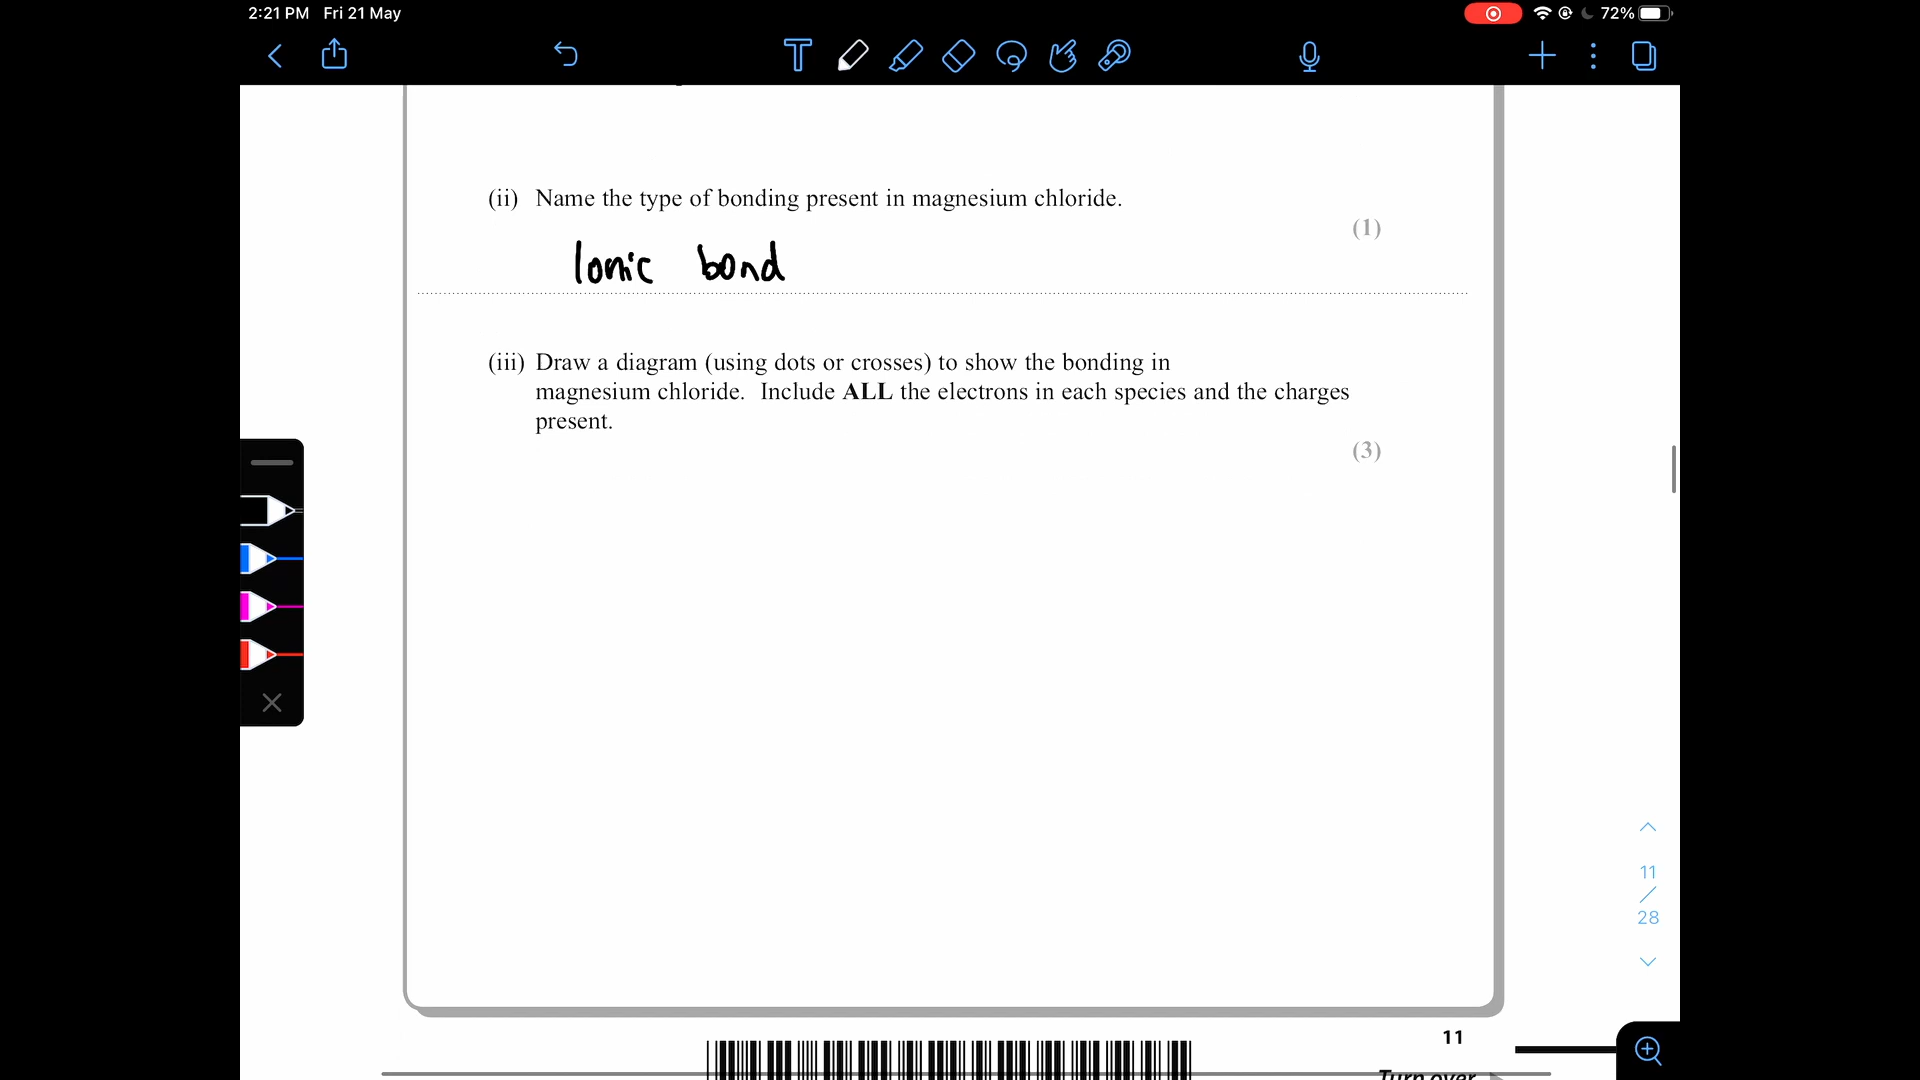 2:21 PM Fri 21 May
72%
T
(ii) Name the type of bonding present in magnesium chloride.
(1)
Ionic bond
(iii) Draw a diagram (using dots or crosses) to show the bonding in
magnesium chloride. Include ALL the electrons in each species and the charges
present.
(3)
11
/
28
11
Turn over